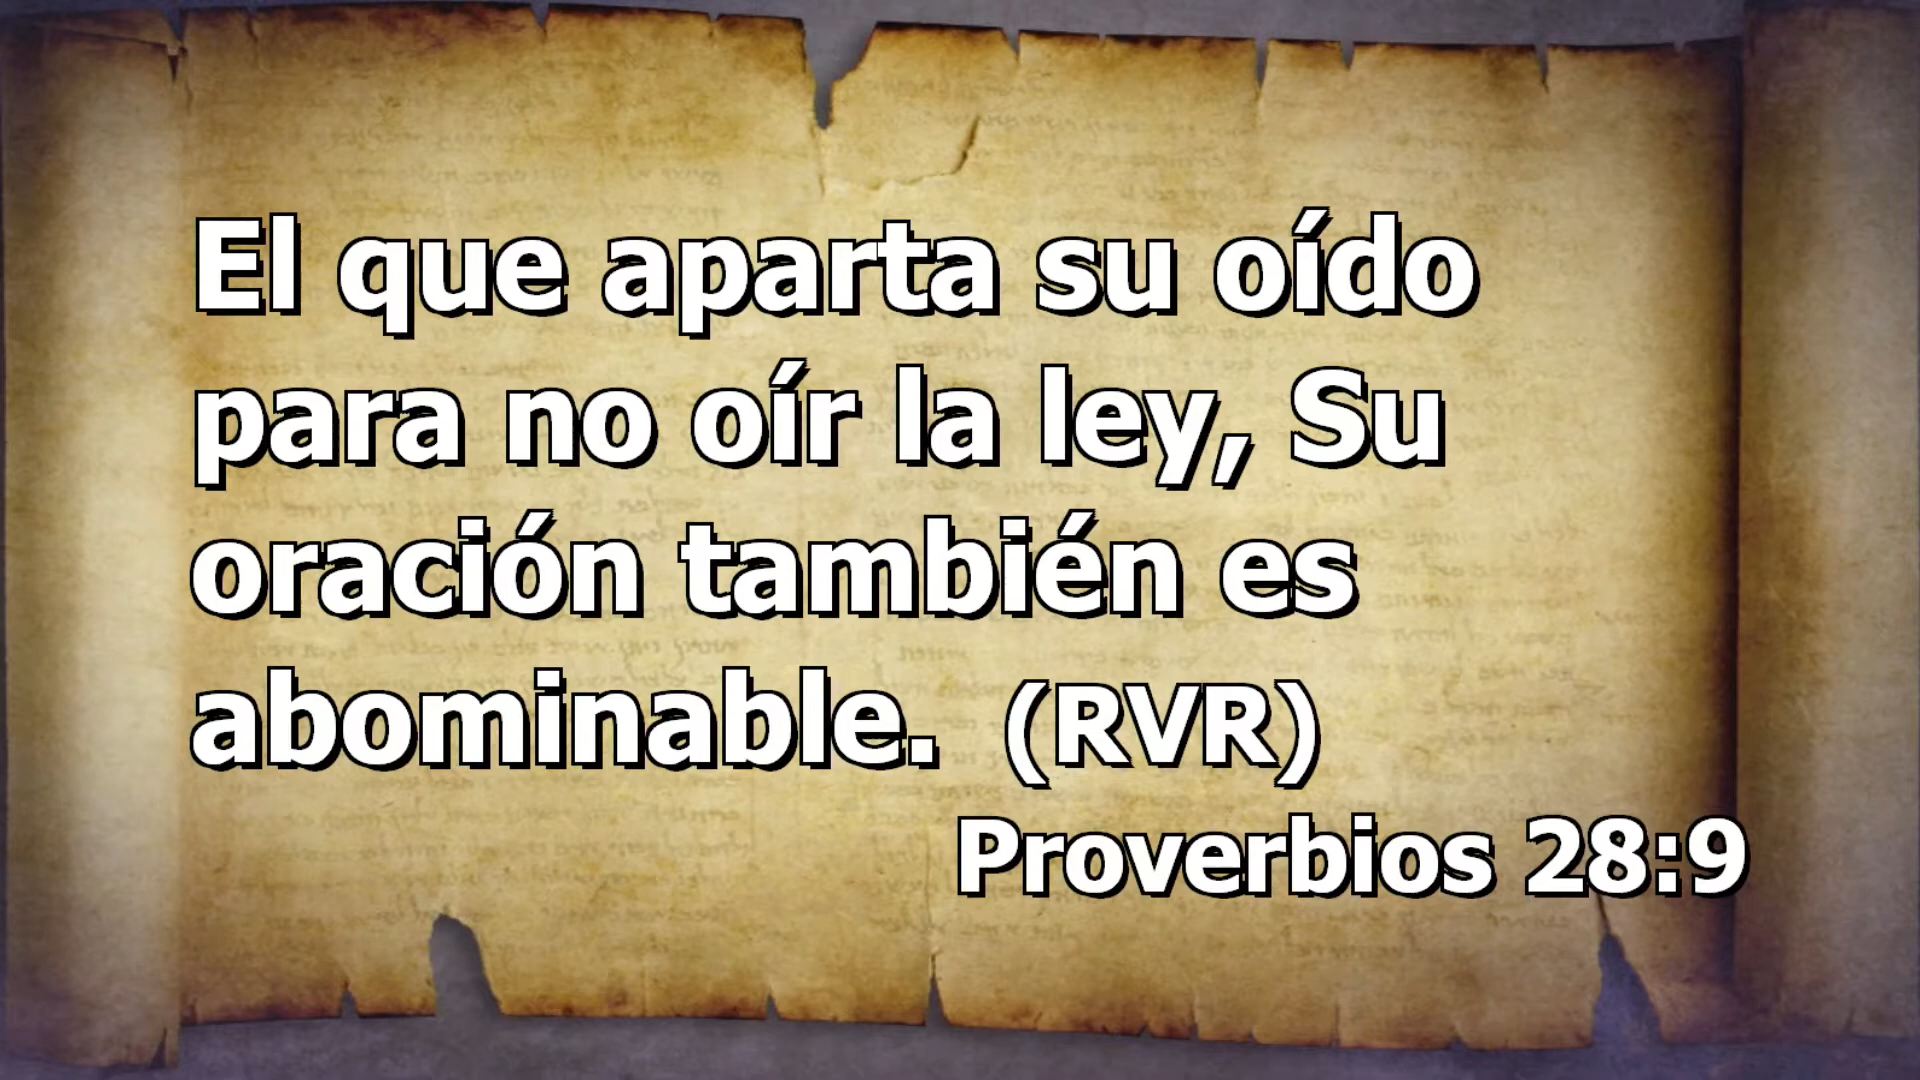 El que aparta su oído
para no oír la ley, Su
oración también es
abominable. (RVR)
Proverbios 28:9